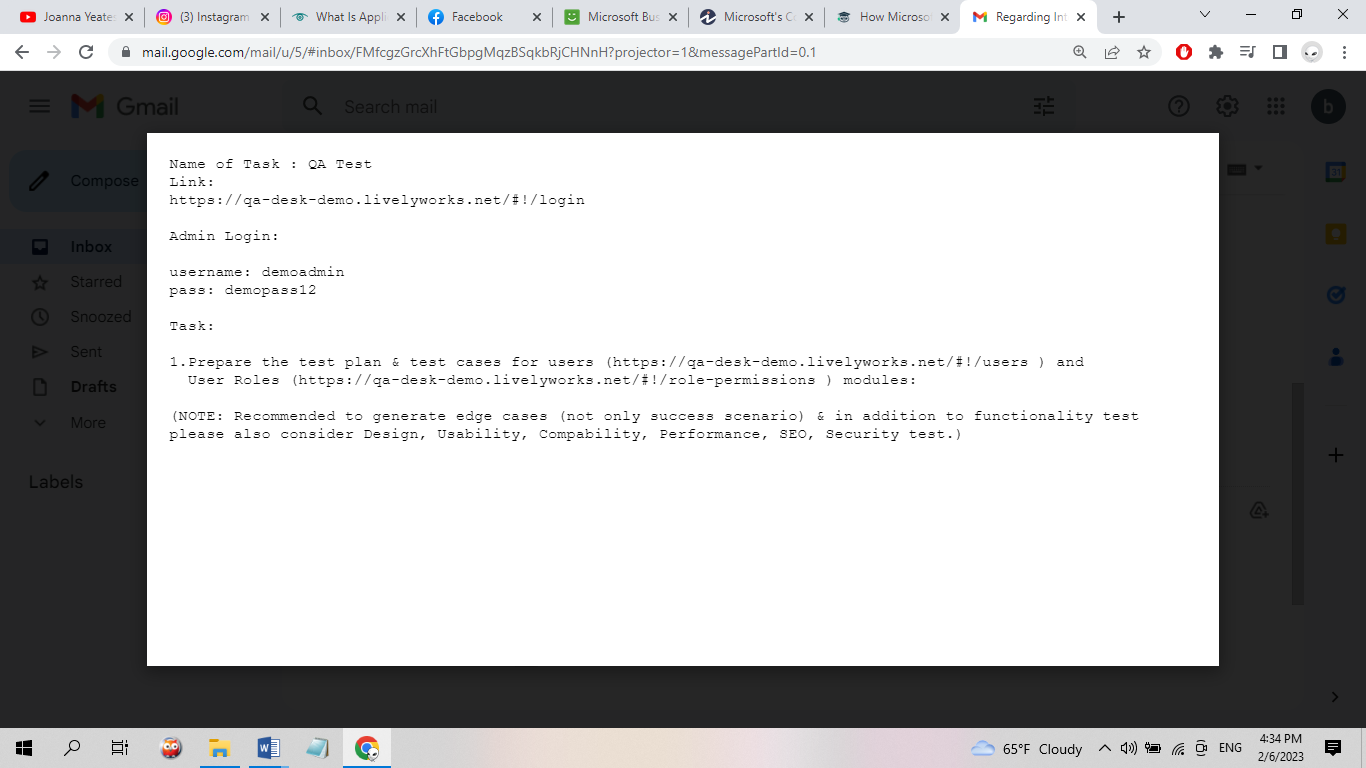 Joanna Yeate
(3) Instagram
What Is Appli
Facebook
Microsoft Bus
Microsoft's C
How Microso
Regarding Int
mail.google.com/mail/u/5/#inbox/FMfcgzGrcXhFtGbpgMqzBSqkbRjCHNnH?projector=1&messagePartId=0.1
Gmail
Search mail
b
Compose
Inbox
Starred
Snoozed
Sent
Drafts
More
Labels
31
Name of Task : QA Test
Link:
https://qa-desk-demo.livelyworks.net/#!/login
Admin Login:
username: demoadmin
pass: demopass12
Task:
1.Prepare the test plan & test cases for users (https://qa-desk-demo.livelyworks.net/#!/users ) and
User Roles (https://qa-desk-demo.livelyworks.net/#!/role-permissions ) modules:
(NOTE: Recommended to generate edge cases (not only success scenario) & in addition to functionality test
please also consider Design, Usability, Compability, Performance, SEO, Security test.)
65°F Cloudy
ENG
4:34 PM
2/6/2023